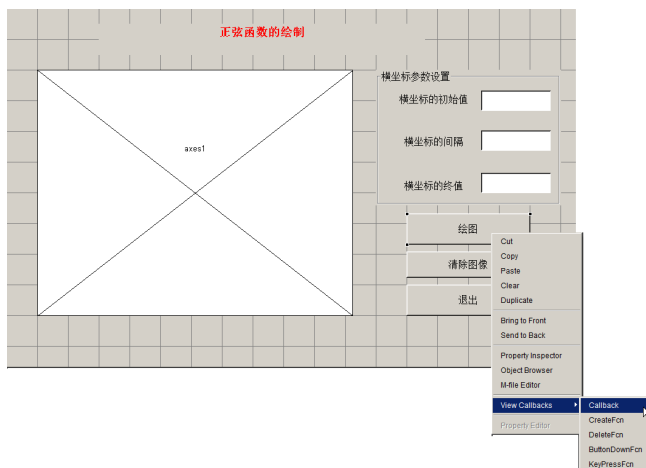 正弦函数的绘制
axes1
横坐标参数设置
横坐标的初始值
横坐标的间隔
横坐标的终值
绘图
清除图像
退出
Cut
Copy
Paste
Clear
Duplicate
Bring to Front
Send to Back
Property Inspector
Object Browser
M-file Editor
View Callbacks
Property Editor
Callback
CreateFcn
DeleteFcn
ButtonDownFcn
KeyPressFcn